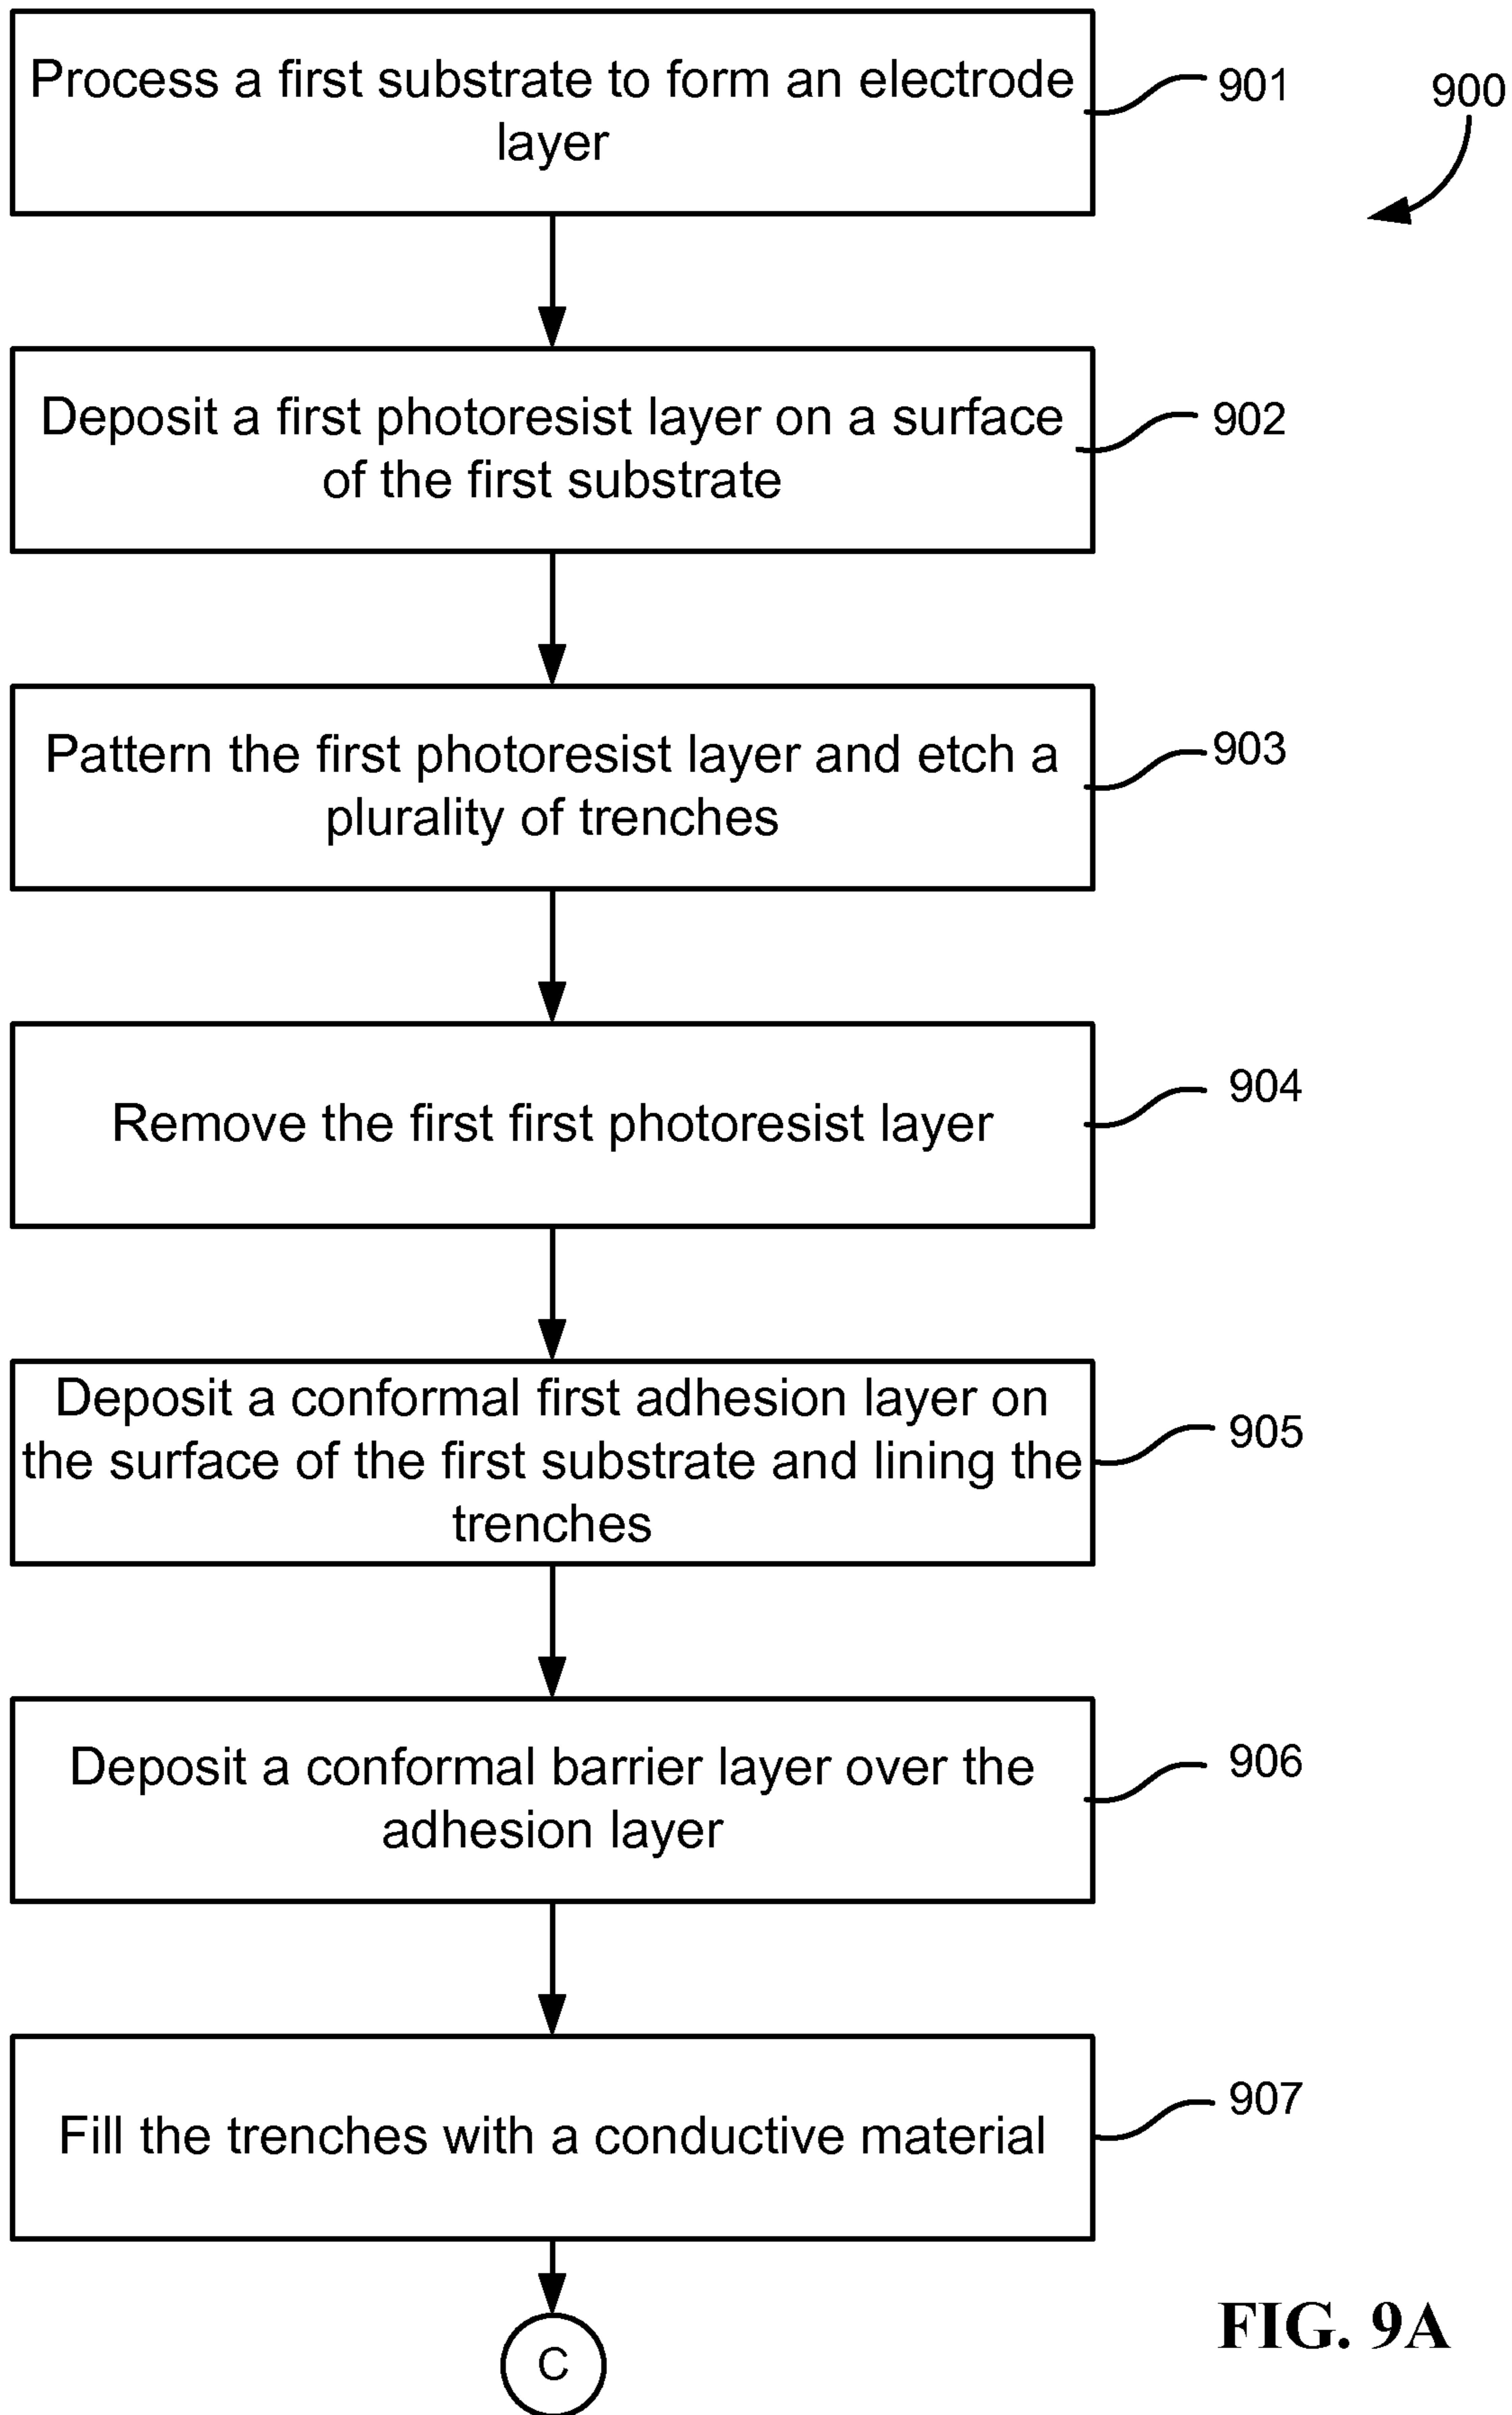 Process a first substrate to form an electrode
layer
901
900
Deposit a first photoresist layer on a surface
of the first substrate
902
Pattern the first photoresist layer and etch a
plurality of trenches
903
Remove the first first photoresist layer
904
Deposit a conformal first adhesion layer on
the surface of the first substrate and lining the
trenches
905
Deposit a conformal barrier layer over the
adhesion layer
906
Fill the trenches with a conductive material
907
C
FIG. 9A